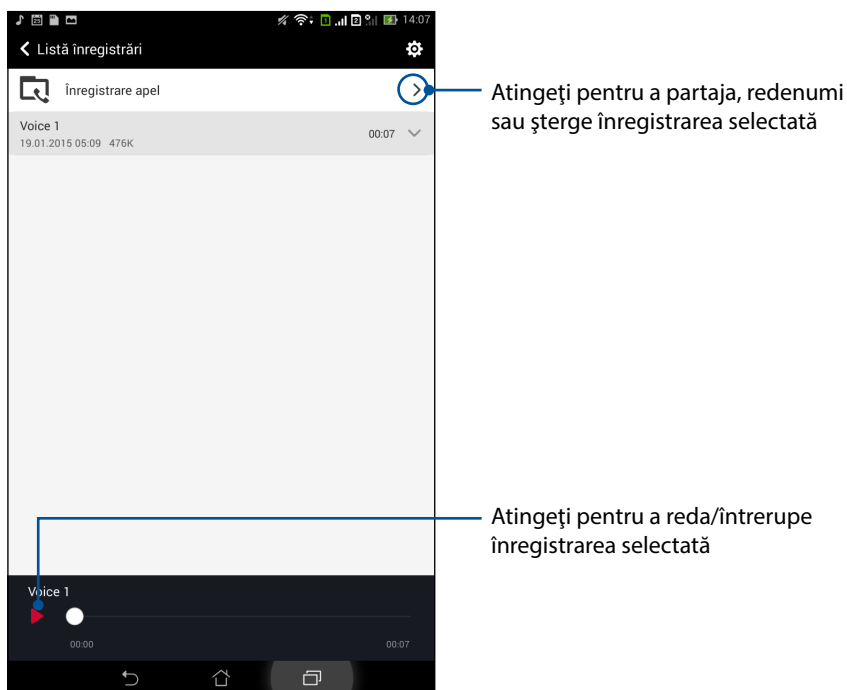 14:07
Listă înregistrări
Înregistrare apel
Voice 1
19.01.2015 05:09 476K
00:07
Atingeţi pentru a partaja, redenumi
sau şterge înregistrarea selectată
Atingeţi pentru a reda/întrerupe
înregistrarea selectată
Voice 1
00:00
00:07